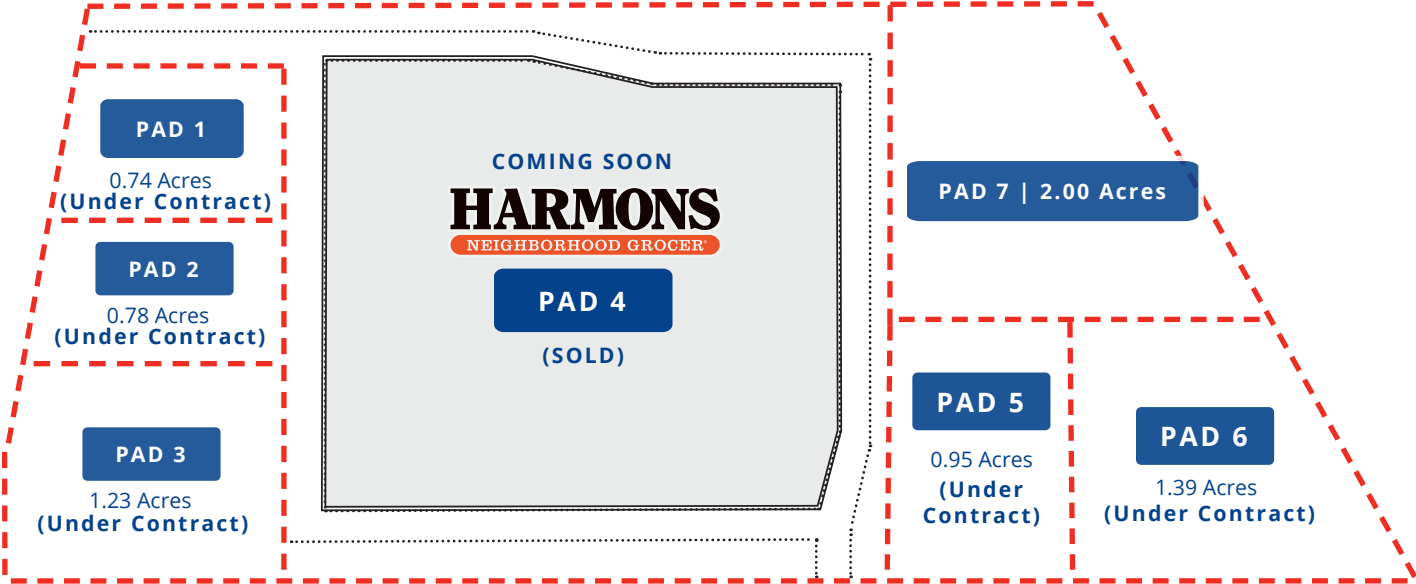 PAD 1
0.74 Acres
(Under Contract)
PAD 2
0.78 Acres
(Under Contract)
PAD 3
1.23 Acres
(Under Contract)
COMING SOON
HARMONS
NEIGHBORHOOD GROCER®
PAD 4
(SOLD)
PAD 7 | 2.00 Acres
PAD 5
0.95 Acres
(Under
Contract)
PAD 6
1.39 Acres
(Under Contract)